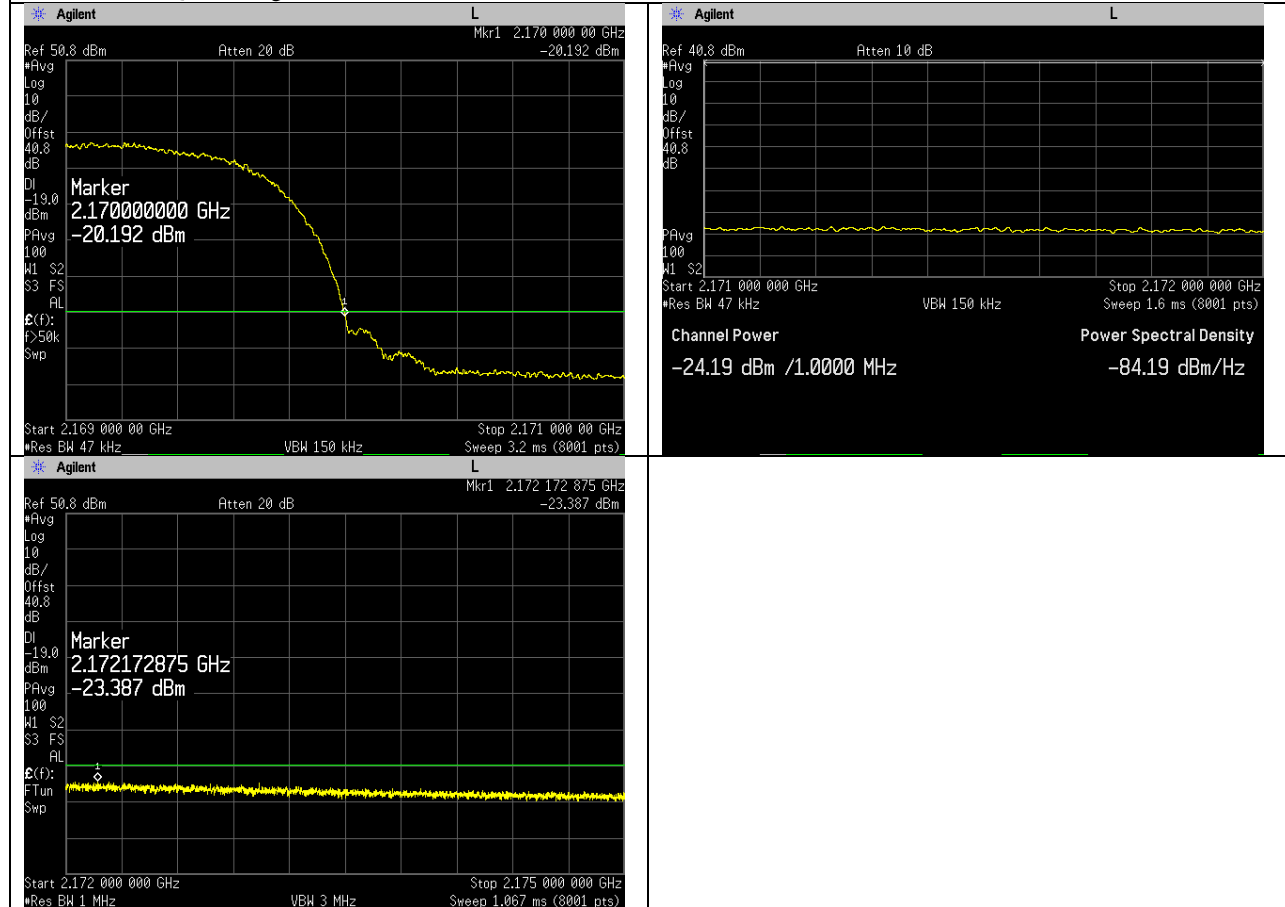 Agilent L
Mkr1 2.170 000 00 GHz
Ref 50.8 dBm Atten 20 dB -20.192 dBm
#Avg
Log
10
dB/
Offst
40.8
dB
DI
-19.0
dBm
PAvg
100
W1 S2
S3 FS
AL
£(f):
f>50k
Swp
Marker
2.170000000 GHz
-20.192 dBm
1
Start 2.169 000 00 GHz Stop 2.171 000 00 GHz
#Res BW 47 kHz VBW 150 kHz Sweep 3.2 ms (8001 pts)
Agilent L
Ref 40.8 dBm Atten 10 dB
#Avg
Log
10
dB/
Offst
40.8
dB
PAvg
100
W1 S2
Start 2.171 000 000 GHz Stop 2.172 000 000 GHz
#Res BW 47 kHz VBW 150 kHz Sweep 1.6 ms (8001 pts)
Channel Power Power Spectral Density
-24.19 dBm /1.0000 MHz -84.19 dBm/Hz
Agilent L
Mkr1 2.172 172 875 GHz
Ref 50.8 dBm Atten 20 dB -23.387 dBm
#Avg
Log
10
dB/
Offst
40.8
dB
DI
-19.0
dBm
PAvg
100
W1 S2
S3 FS
AL
£(f):
FTun
Swp
Marker
2.172172875 GHz
-23.387 dBm
1
Start 2.172 000 000 GHz Stop 2.175 000 000 GHz
#Res BW 1 MHz VBW 3 MHz Sweep 1.067 ms (8001 pts)